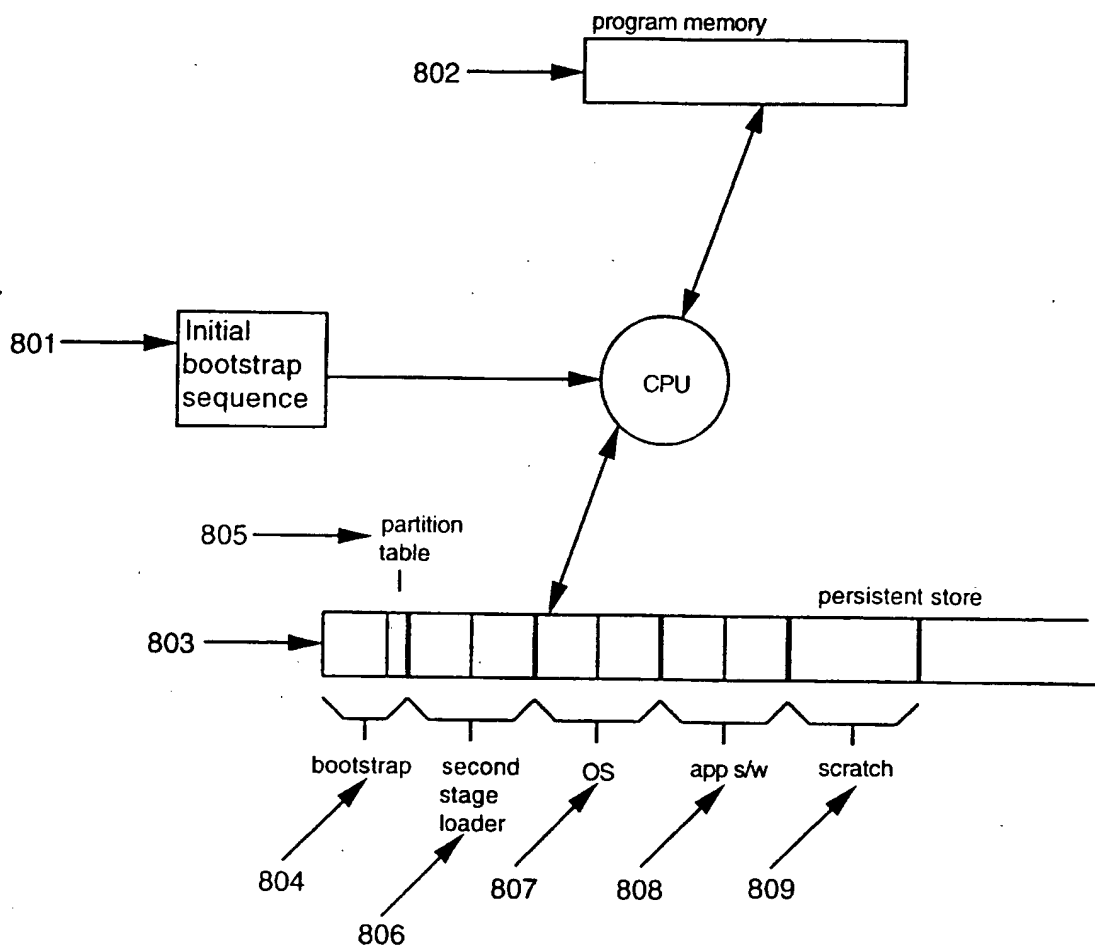 program memory
802
801
Initial
bootstrap
sequence
CPU
805
partition
table
persistent store
803
bootstrap
second
stage
loader
OS
app s/w
scratch
804
806
807
808
809